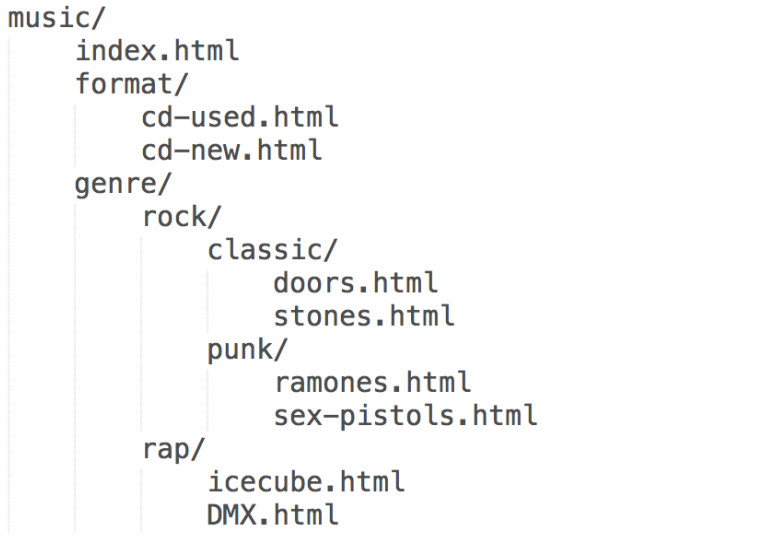 music/
index.html
format/
cd-used.html
cd-new.html
genre/
rock/
classic/
doors.html
stones.html
punk/
ramones.html
sex-pistols.html
rap/
icecube.html
DMX.html